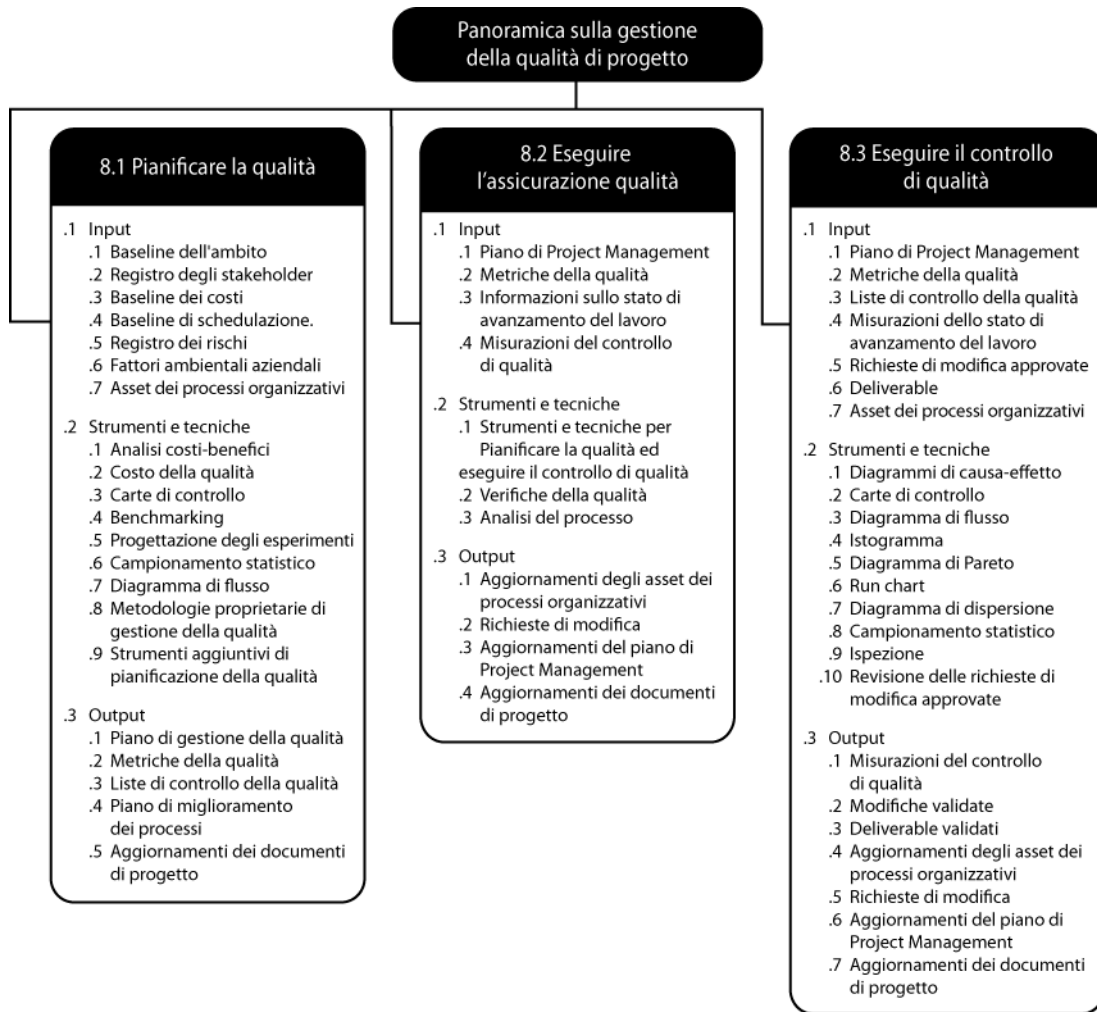 Panoramica sulla gestione
della qualità di progetto
8.1 Pianificare la qualità
.1 Input
.1 Baseline dell'ambito
.2 Registro degli stakeholder
.3 Baseline dei costi
.4 Baseline di schedulazione.
.5 Registro dei rischi
.6 Fattori ambientali aziendali
.7 Asset dei processi organizzativi
.2 Strumenti e tecniche
.1 Analisi costi-benefici
.2 Costo della qualità
.3 Carte di controllo
.4 Benchmarking
.5 Progettazione degli esperimenti
.6 Campionamento statistico
.7 Diagramma di flusso
.8 Metodologie proprietarie di
gestione della qualità
.9 Strumenti aggiuntivi di
pianificazione della qualità
.3 Output
.1 Piano di gestione della qualità
.2 Metriche della qualità
.3 Liste di controllo della qualità
.4 Piano di miglioramento
dei processi
.5 Aggiornamenti dei documenti
di progetto
8.2 Eseguire
l'assicurazione qualità
.1 Input
.1 Piano di Project Management
.2 Metriche della qualità
.3 Informazioni sullo stato di
avanzamento del lavoro
.4 Misurazioni del controllo
di qualità
.2 Strumenti e tecniche
.1 Strumenti e tecniche per
Pianificare la qualità ed
eseguire il controllo di qualità
.2 Verifiche della qualità
.3 Analisi del processo
.3 Output
.1 Aggiornamenti degli asset dei
processi organizzativi
.2 Richieste di modifica
.3 Aggiornamenti del piano di
Project Management
.4 Aggiornamenti dei documenti
di progetto
8.3 Eseguire il controllo
di qualità
.1 Input
.1 Piano di Project Management
.2 Metriche della qualità
.3 Liste di controllo della qualità
.4 Misurazioni dello stato di
avanzamento del lavoro
.5 Richieste di modifica approvate
.6 Deliverable
.7 Asset dei processi organizzativi
.2 Strumenti e tecniche
.1 Diagrammi di causa-effetto
.2 Carte di controllo
.3 Diagramma di flusso
.4 Istogramma
.5 Diagramma di Pareto
.6 Run chart
.7 Diagramma di dispersione
.8 Campionamento statistico
.9 Ispezione
.10 Revisione delle richieste di
modifica approvate
.3 Output
.1 Misurazioni del controllo
di qualità
.2 Modifiche validate
.3 Deliverable validati
.4 Aggiornamenti degli asset dei
processi organizzativi
.5 Richieste di modifica
.6 Aggiornamenti del piano di
Project Management
.7 Aggiornamenti dei documenti
di progetto